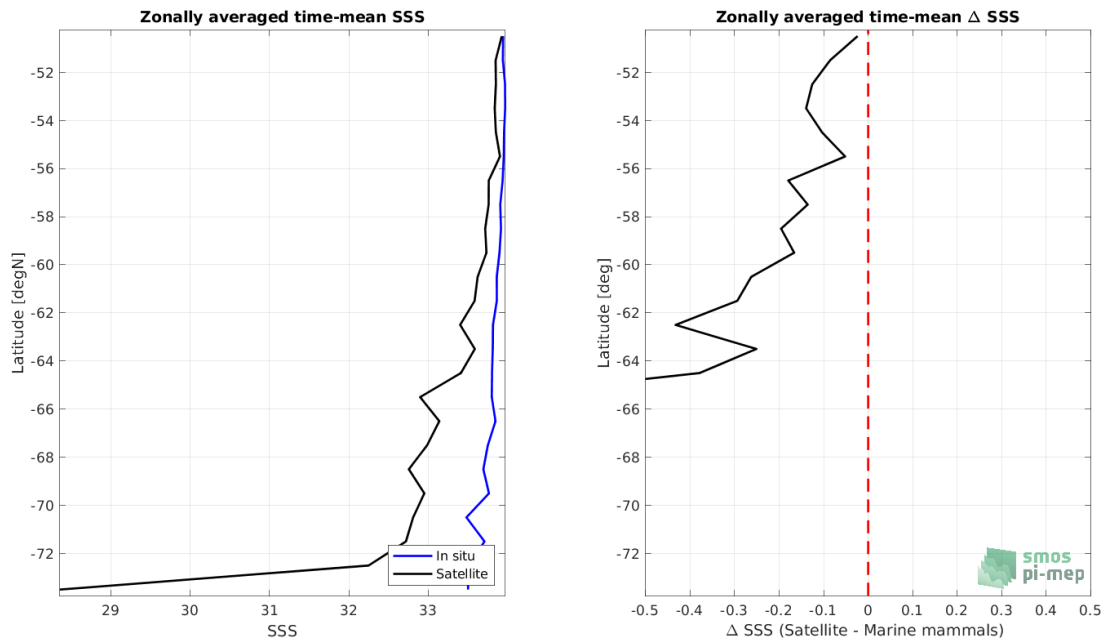 Zonally averaged time-mean SSS
-52
-54
-56
-58
-60
-62
-64
-66
-68
-70
-72
Latitude [degN]
29 30 31 32 33
SSS
In situ
Satellite
Zonally averaged time-mean Δ SSS
-52
-54
-56
-58
-60
-62
-64
-66
-68
-70
-72
Latitude [deg]
-0.5 -0.4 -0.3 -0.2 -0.1 0 0.1 0.2 0.3 0.4 0.5
Δ SSS (Satellite - Marine mammals)
smos
pi-mep